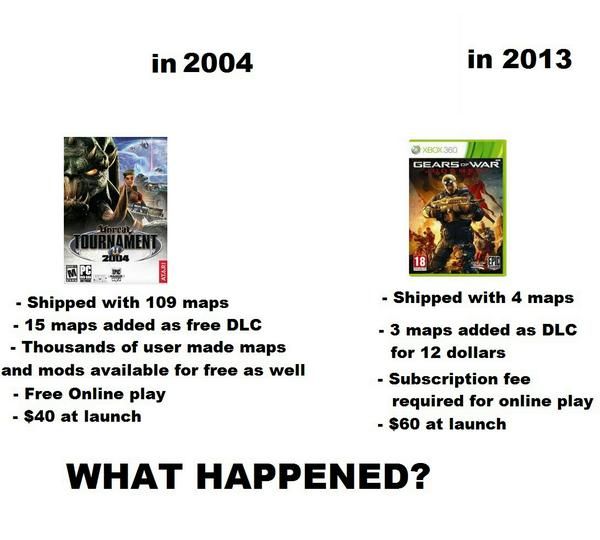 in 2004
in 2013
Unreal
TOURNAMENT
2004
M
PC
ATARI
XBOX 360
GEARS OF WAR
18
EPIC
- Shipped with 109 maps
- 15 maps added as free DLC
- Thousands of user made maps
and mods available for free as well
- Free Online play
- $40 at launch
- Shipped with 4 maps
- 3 maps added as DLC
for 12 dollars
- Subscription fee
required for online play
- $60 at launch
WHAT HAPPENED?